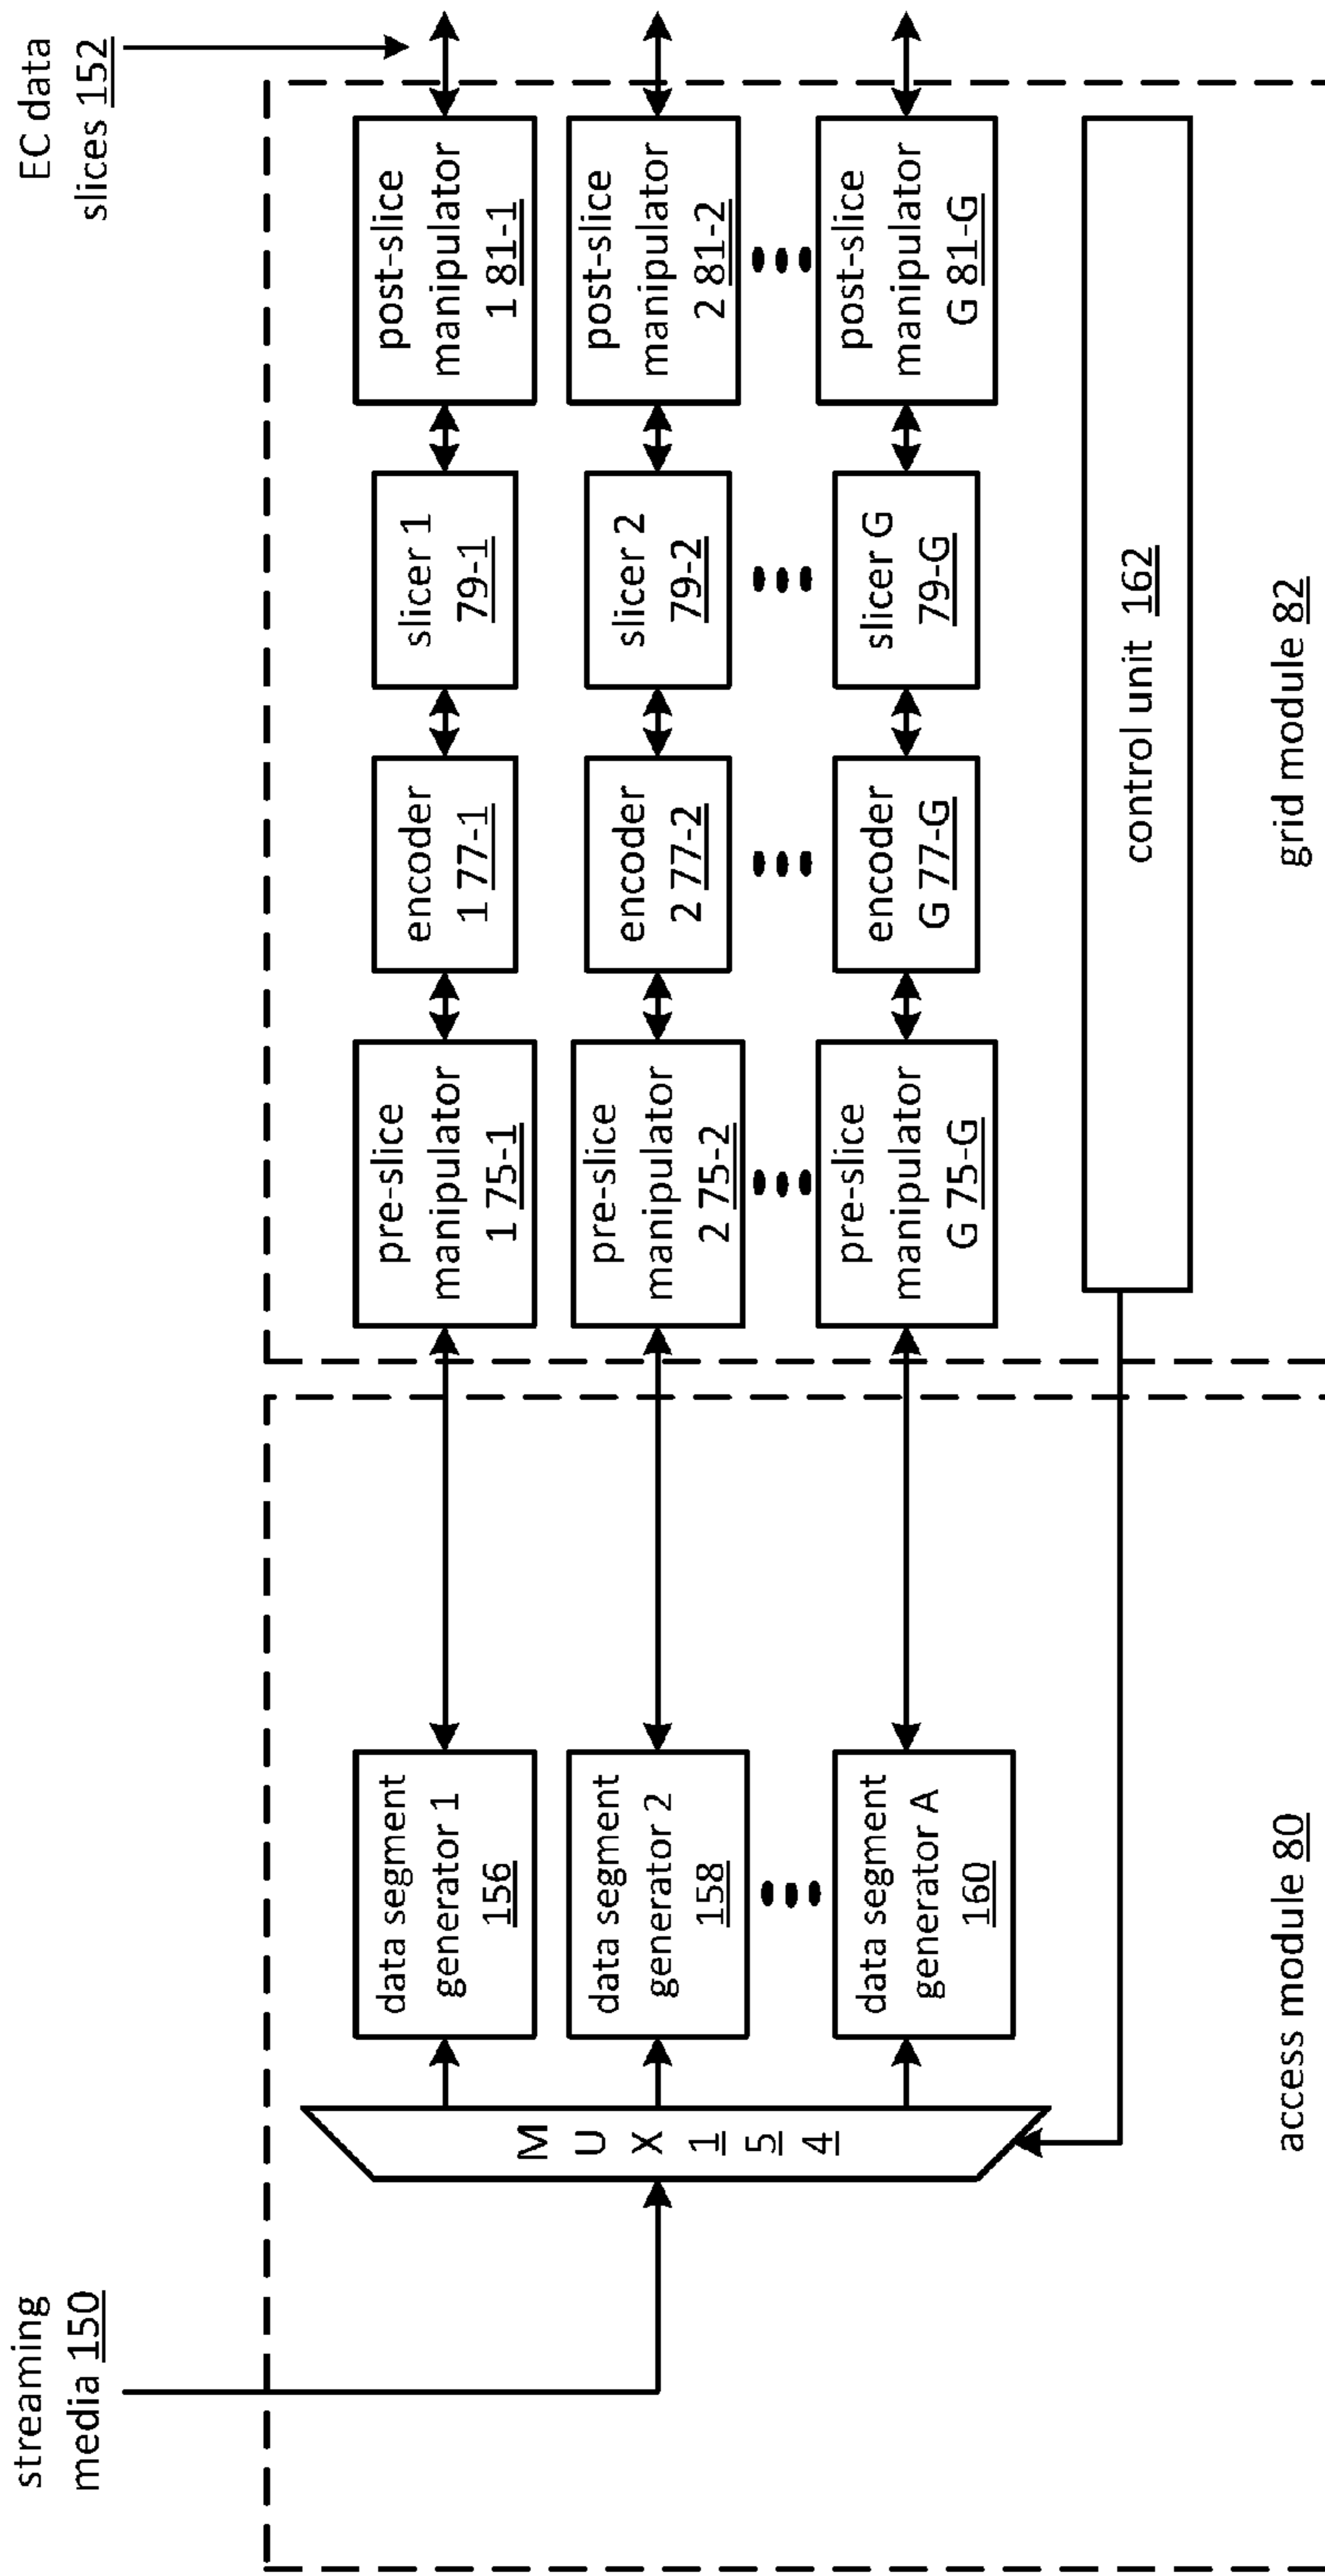 streaming
media 150
EC data
slices 152
M
U
X
1
5
4
data segment
generator 1
156
data segment
generator 2
158
data segment
generator A
160
pre-slice
manipulator
1 75-1
pre-slice
manipulator
2 75-2
pre-slice
manipulator
G 75-G
encoder
1 77-1
encoder
2 77-2
encoder
G 77-G
slicer 1
79-1
slicer 2
79-2
slicer G
79-G
post-slice
manipulator
1 81-1
post-slice
manipulator
2 81-2
post-slice
manipulator
G 81-G
control unit 162
access module 80
grid module 82